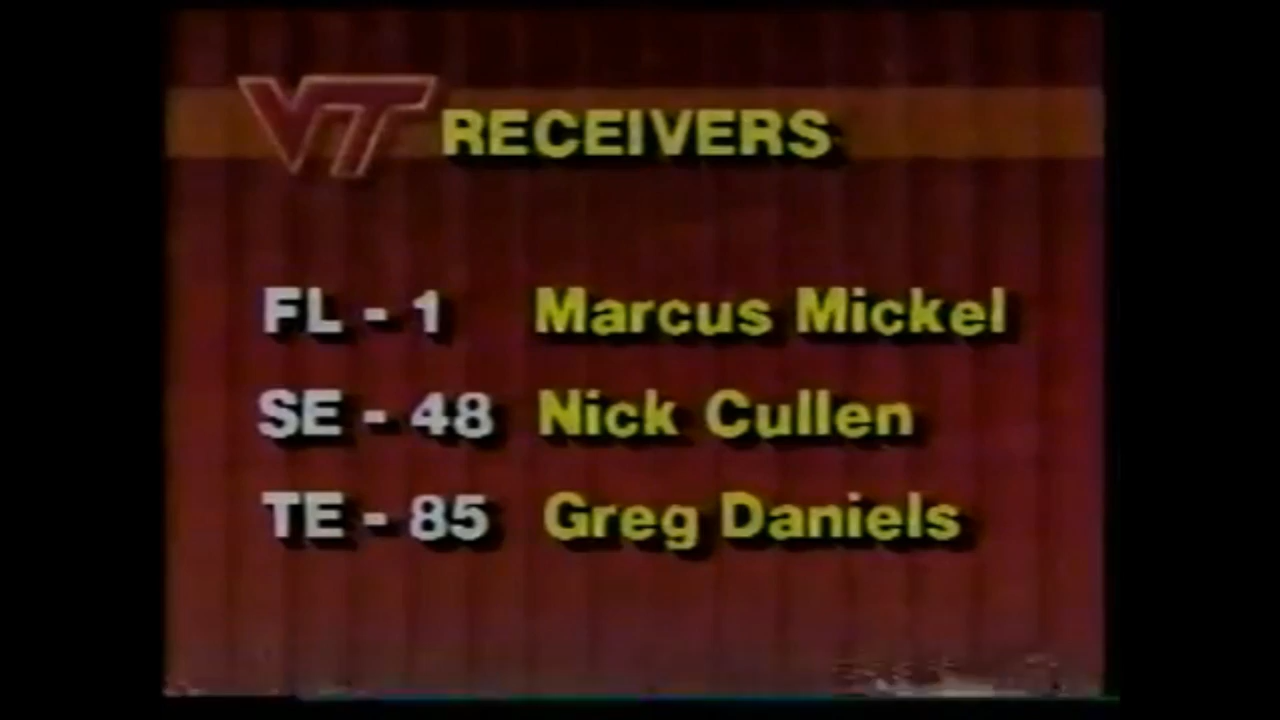 VT RECEIVERS
FL - 1 Marcus Mickel
SE - 48 Nick Cullen
TE - 85 Greg Daniels